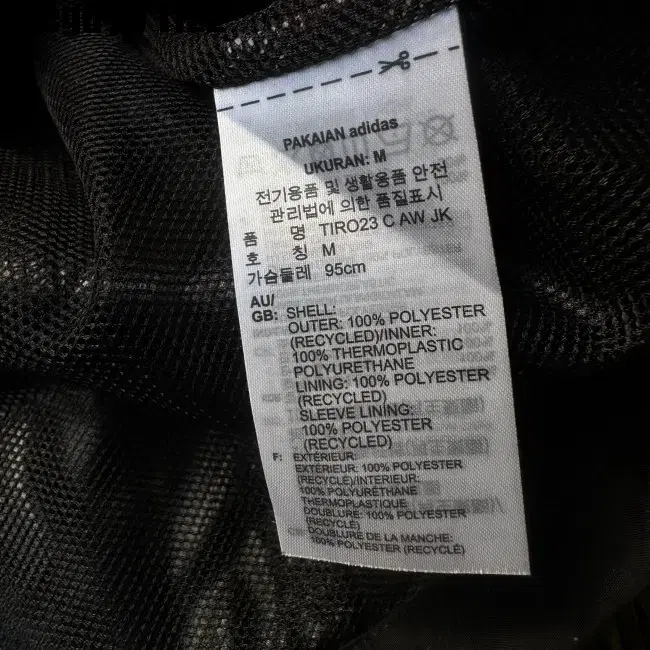 PAKAIAN adidas
UKURAN: M
전기용품 및 생활용품 안전
관리법에 의한 품질표시
품 명 TIRO23 C AW JK
호 칭 M
가슴둘레 95cm
AU/
GB: SHELL:
OUTER: 100% POLYESTER
(RECYCLED)/INNER:
100% THERMOPLASTIC
POLYURETHANE
LINING: 100% POLYESTER
(RECYCLED)
SLEEVE LINING:
100% POLYESTER
(RECYCLED)
F: EXTÉRIEUR:
EXTÉRIEUR: 100% POLYESTER
(RECYCLÉ)/INTERIEUR:
100% POLYURÉTHANE
THERMOPLASTIQUE
DOUBLURE: 100% POLYESTER
(RECYCLÉ)
DOUBLURE DE LA MANCHE:
100% POLYESTER (RECYCLÉ)